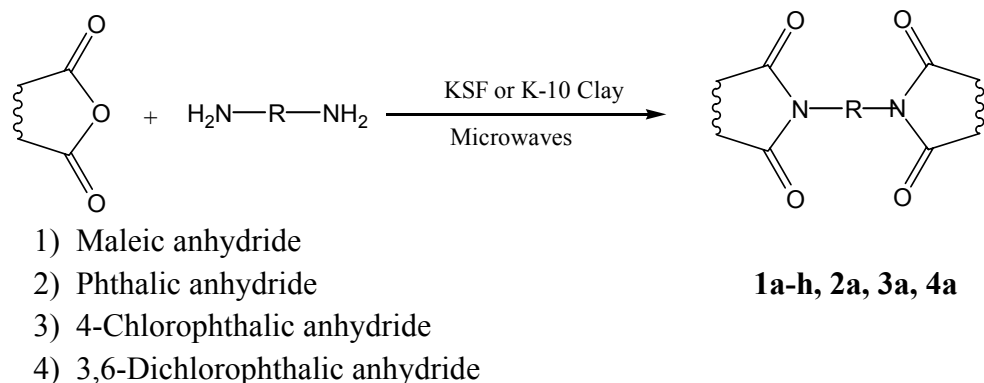 O O O
O + H₂N—R—NH₂ KSF or K-10 Clay N—R—N
Microwaves
O O O
1) Maleic anhydride
2) Phthalic anhydride 1a-h, 2a, 3a, 4a
3) 4-Chlorophthalic anhydride
4) 3,6-Dichlorophthalic anhydride